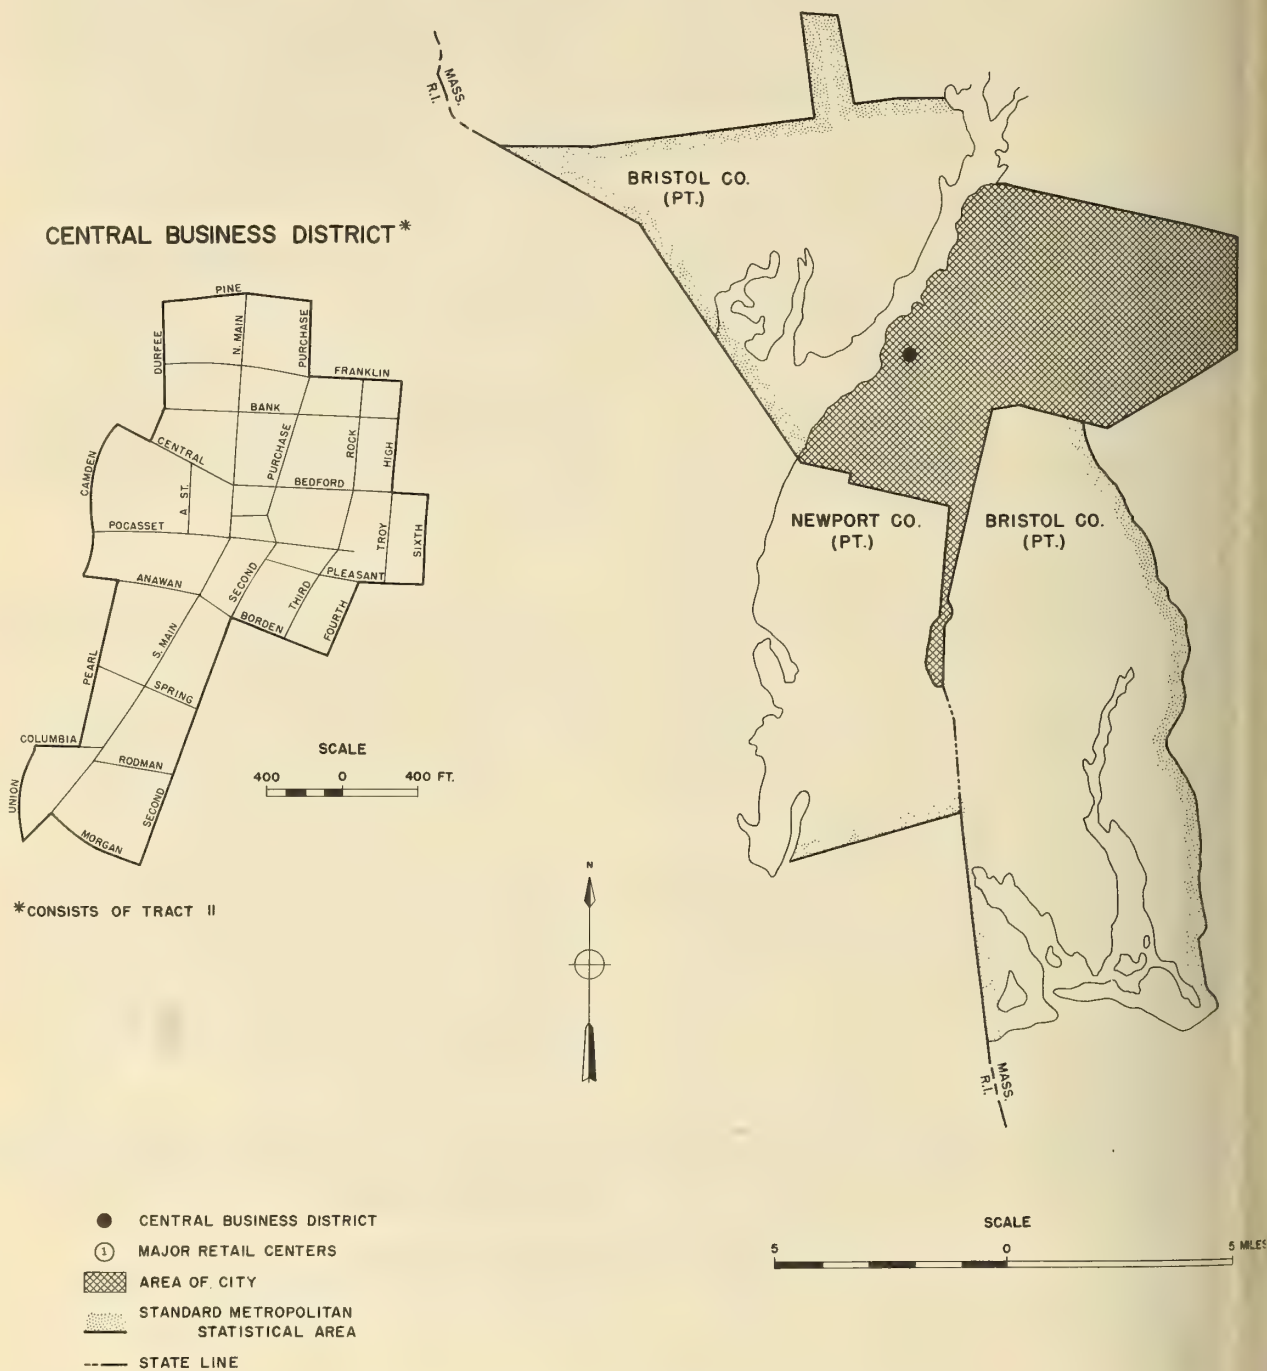 MASS.
R.I.
BRISTOL CO.
(PT.)
CENTRAL BUSINESS DISTRICT*
PINE
DURFEE
N. MAIN
PURCHASE
FRANKLIN
BANK
CENTRAL
PURCHASE
ROCK
HIGH
CAMDEN
A ST.
BEDFORD
POCASSET
TROY
SIXTH
ANAWAN
SECOND
THIRD
PLEASANT
BORDEN
FOURTH
S. MAIN
PEARL
SPRING
COLUMBIA
RODMAN
UNION
SECOND
MORGAN
SCALE
400 0 400 FT.
*CONSISTS OF TRACT 11
NEWPORT CO.
(PT.)
BRISTOL CO.
(PT.)
N
MASS.
R.I.
CENTRAL BUSINESS DISTRICT
1 MAJOR RETAIL CENTERS
AREA OF CITY
STANDARD METROPOLITAN
STATISTICAL AREA
STATE LINE
SCALE
5 0 5 MILES